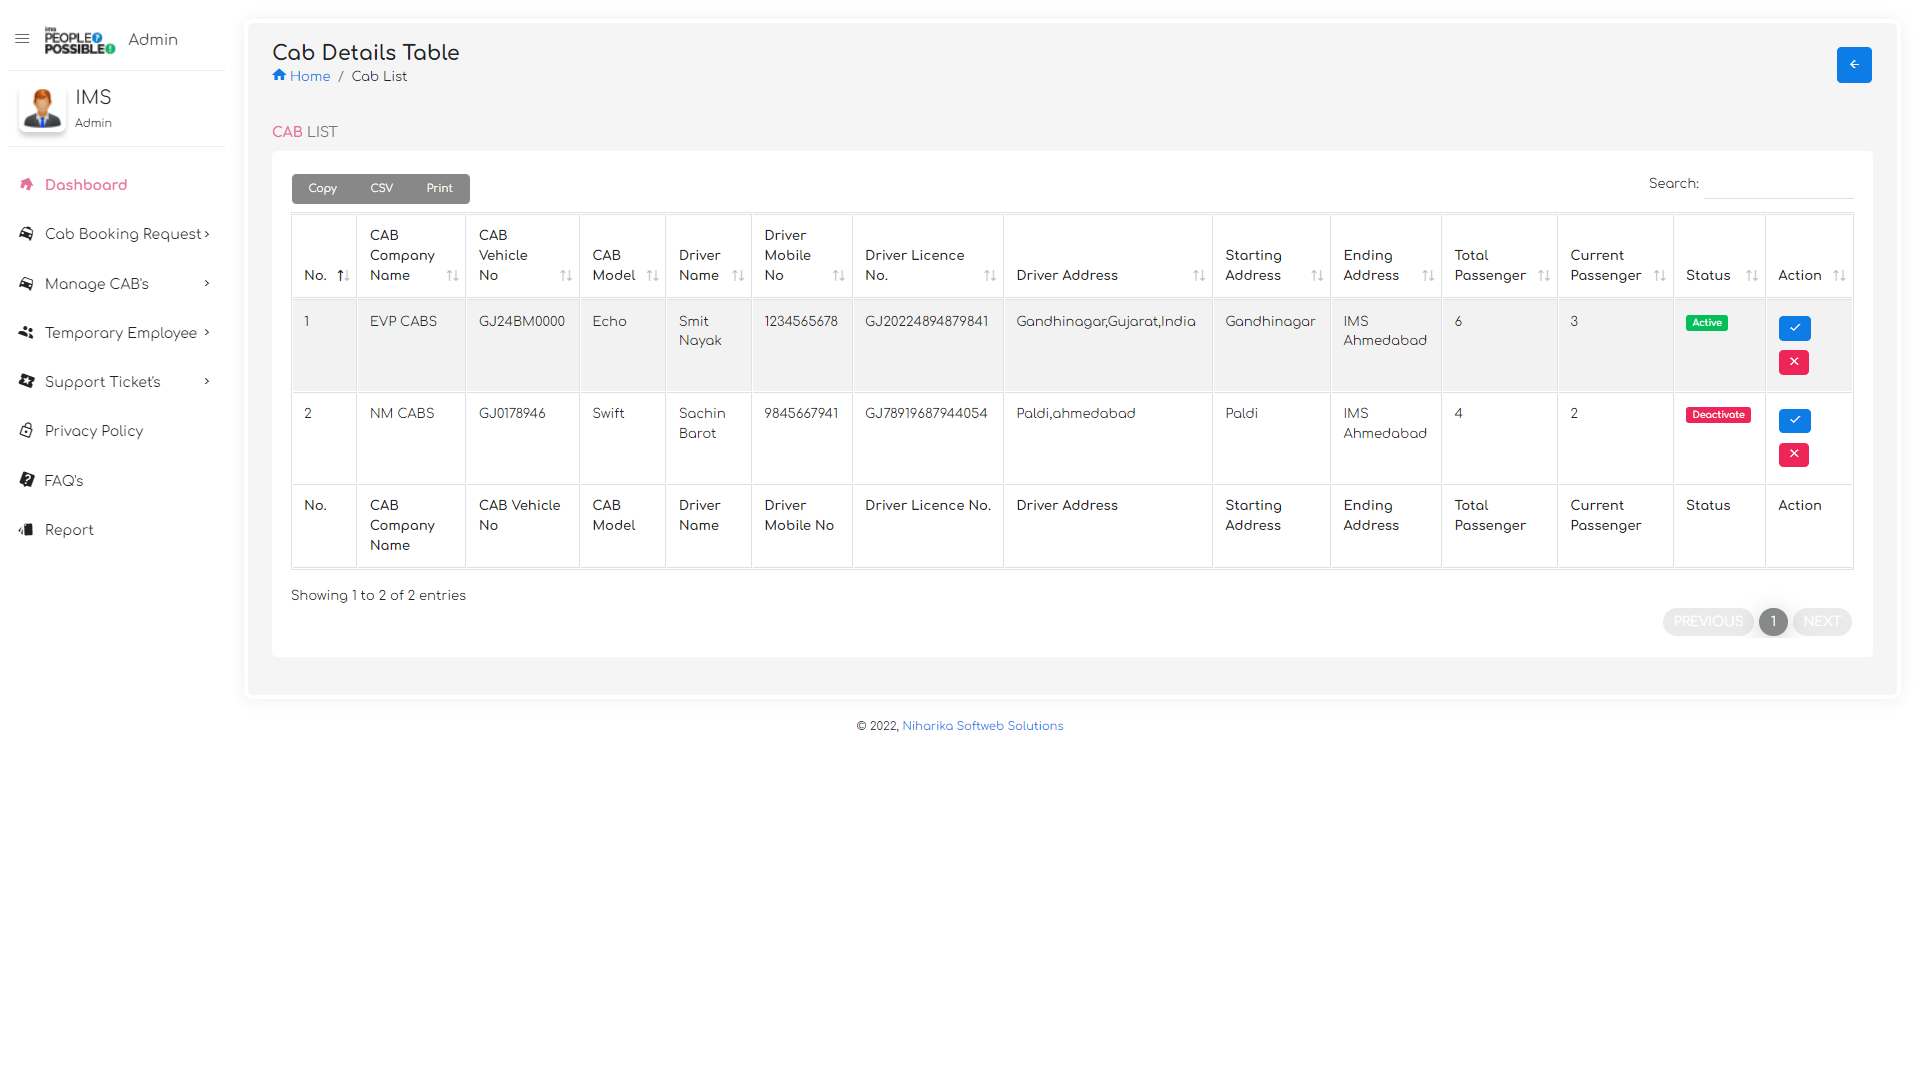 ims
PEOPLE
POSSIBLE
Admin
IMS
Admin
Dashboard
Cab Booking Request
Manage CAB's
Temporary Employee
Support Ticket's
Privacy Policy
FAQ's
Report
Cab Details Table
Home / Cab List
CAB LIST
Copy CSV Print
Search:
No. CAB Company Name CAB Vehicle No CAB Model Driver Name Driver Mobile No Driver Licence No. Driver Address Starting Address Ending Address Total Passenger Current Passenger Status Action
1 EVP CABS GJ24BM0000 Echo Smit Nayak 1234565678 GJ20224894879841 Gandhinagar,Gujarat,India Gandhinagar IMS Ahmedabad 6 3 Active
2 NM CABS GJ0178946 Swift Sachin Barot 9845667941 GJ78919687944054 Paldi,ahmedabad Paldi IMS Ahmedabad 4 2 Deactivate
No. CAB Company Name CAB Vehicle No CAB Model Driver Name Driver Mobile No Driver Licence No. Driver Address Starting Address Ending Address Total Passenger Current Passenger Status Action
Showing 1 to 2 of 2 entries
PREVIOUS 1 NEXT
© 2022, Niharika Softweb Solutions